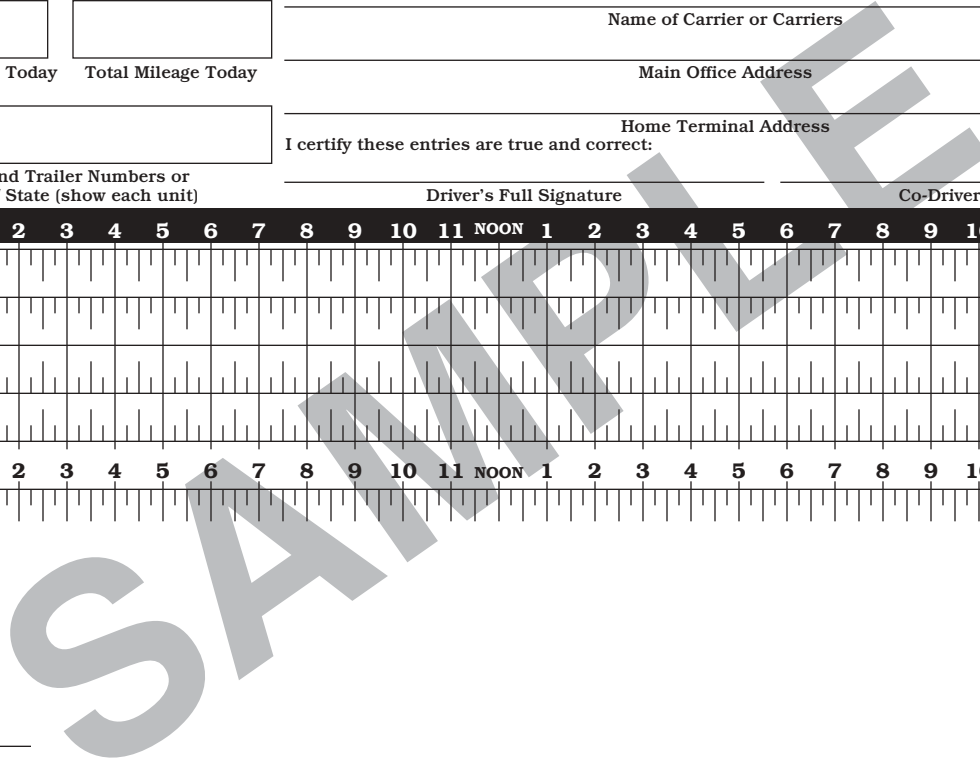 Name of Carrier or Carriers
Today Total Mileage Today
Main Office Address
Home Terminal Address
I certify these entries are true and correct:
nd Trailer Numbers or
State (show each unit)
Driver’s Full Signature Co-Driver
2 3 4 5 6 7 8 9 10 11 NOON 1 2 3 4 5 6 7 8 9 1
2 3 4 5 6 7 8 9 10 11 NOON 1 2 3 4 5 6 7 8 9 1
SAMPLE